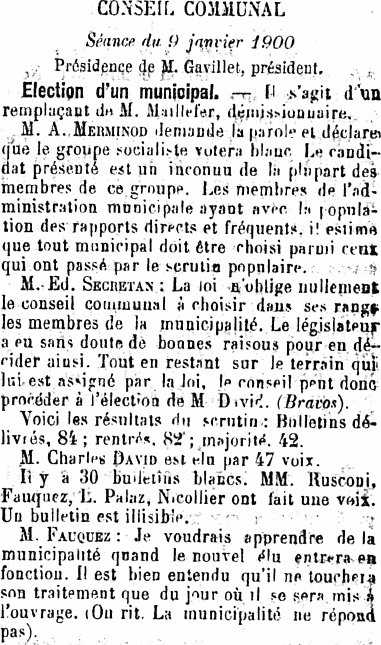 CONSEIL COMMUNAL
Séance du 9 janvier 1900
Présidence de M. Gavillet, président.
Election d'un municipal. — Il s'agit d'un
remplaçant de M. Maillefer, démissionnaire.
M. A. MERMINOD demande la parole et déclare
que le groupe socialiste votera blanc. Le candi-
dat présenté est un inconnu de la plupart des
membres de ce groupe. Les membres de l'ad-
ministration municipale ayant avec la popula-
tion des rapports directs et fréquents, il estime
que tout municipal doit être choisi parmi ceux
qui ont passé par le scrutin populaire.
M. Ed. SECRETAN : La loi n'oblige nullement
le conseil communal à choisir dans ses rangs
les membres de la municipalité. Le législateur
a eu sans doute de bonnes raisons pour en dé-
cider ainsi. Tout en restant sur le terrain qui
lui est assigné par la loi, le conseil peut donc
procéder à l'élection de M David. (Bravos).
Voici les résultats du scrutin : Bulletins dé-
livrés, 84 ; rentrés, 82 ; majorité. 42.
M. Charles DAVID est élu par 47 voix.
Il y a 30 bulletins blancs. MM. Rusconi,
Fauquez, L. Palaz, Nicollier ont fait une voix.
Un bulletin est illisible.
M. FAUQUEZ : Je voudrais apprendre de la
municipalité quand le nouvel élu entrera en
fonction. Il est bien entendu qu'il ne touchera
son traitement que du jour où il se sera mis à
l'ouvrage. (On rit. La municipalité ne répond
pas).